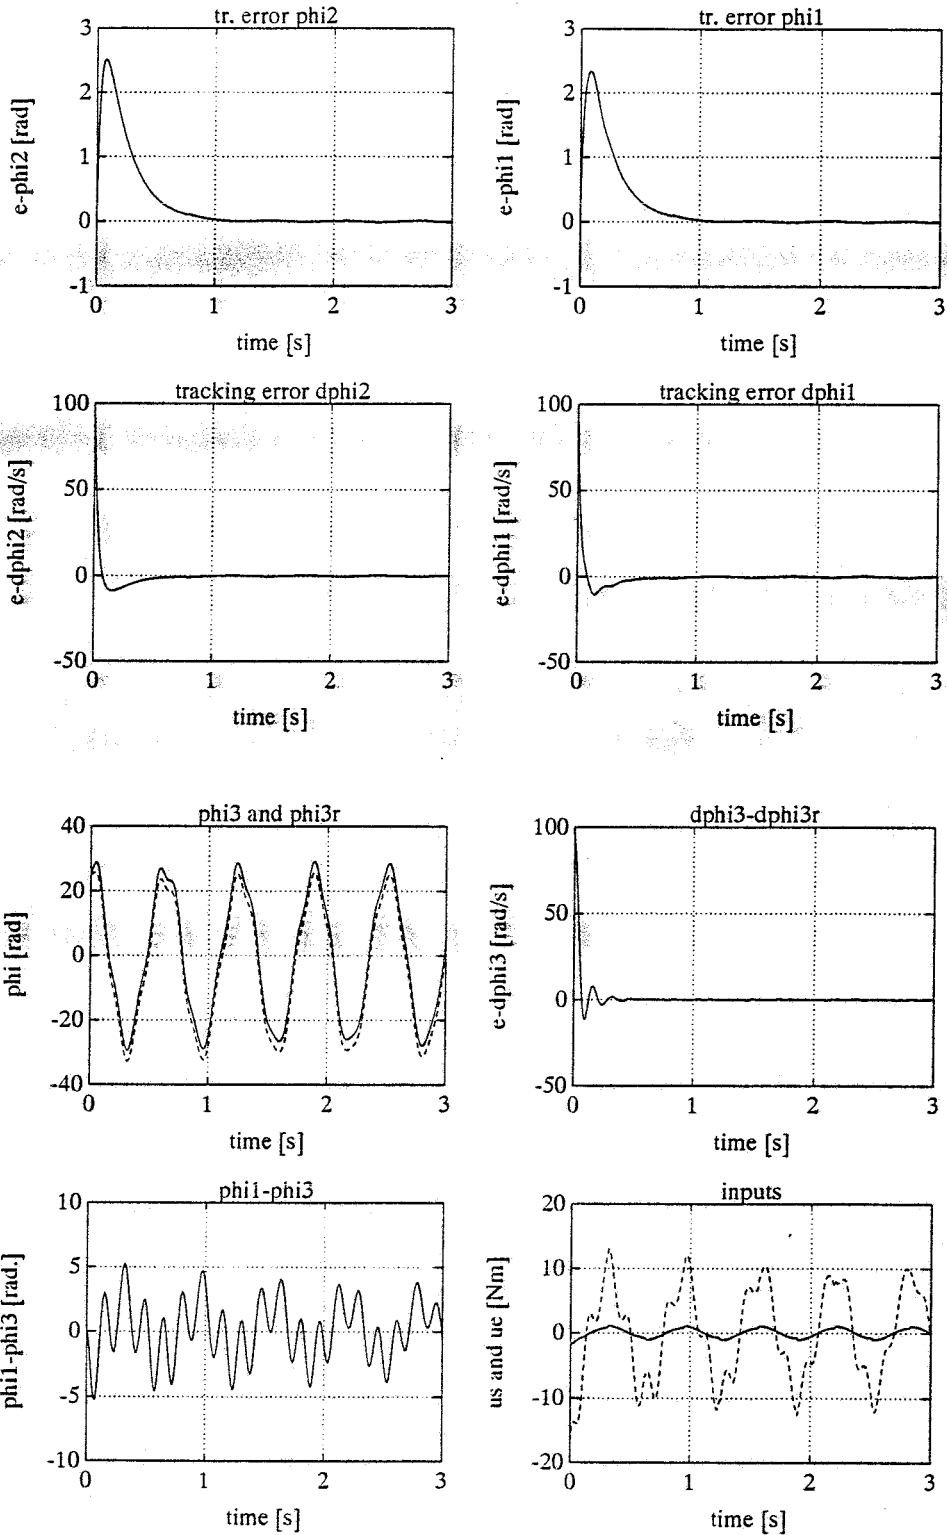 tr. error phi2
3
2
1
0
-1
e-phi2 [rad]
0 1 2 3
time [s]
tr. error phi1
3
2
1
0
-1
e-phi1 [rad]
0 1 2 3
time [s]
tracking error dphi2
100
50
0
-50
e-dphi2 [rad/s]
0 1 2 3
time [s]
tracking error dphi1
100
50
0
-50
e-dphi1 [rad/s]
0 1 2 3
time [s]
phi3 and phi3r
40
20
0
-20
-40
phi [rad]
0 1 2 3
time [s]
dphi3-dphi3r
100
50
0
-50
e-dphi3 [rad/s]
0 1 2 3
time [s]
phi1-phi3
10
5
0
-5
-10
phi1-phi3 [rad.]
0 1 2 3
time [s]
inputs
20
10
0
-10
-20
us and ue [Nm]
0 1 2 3
time [s]